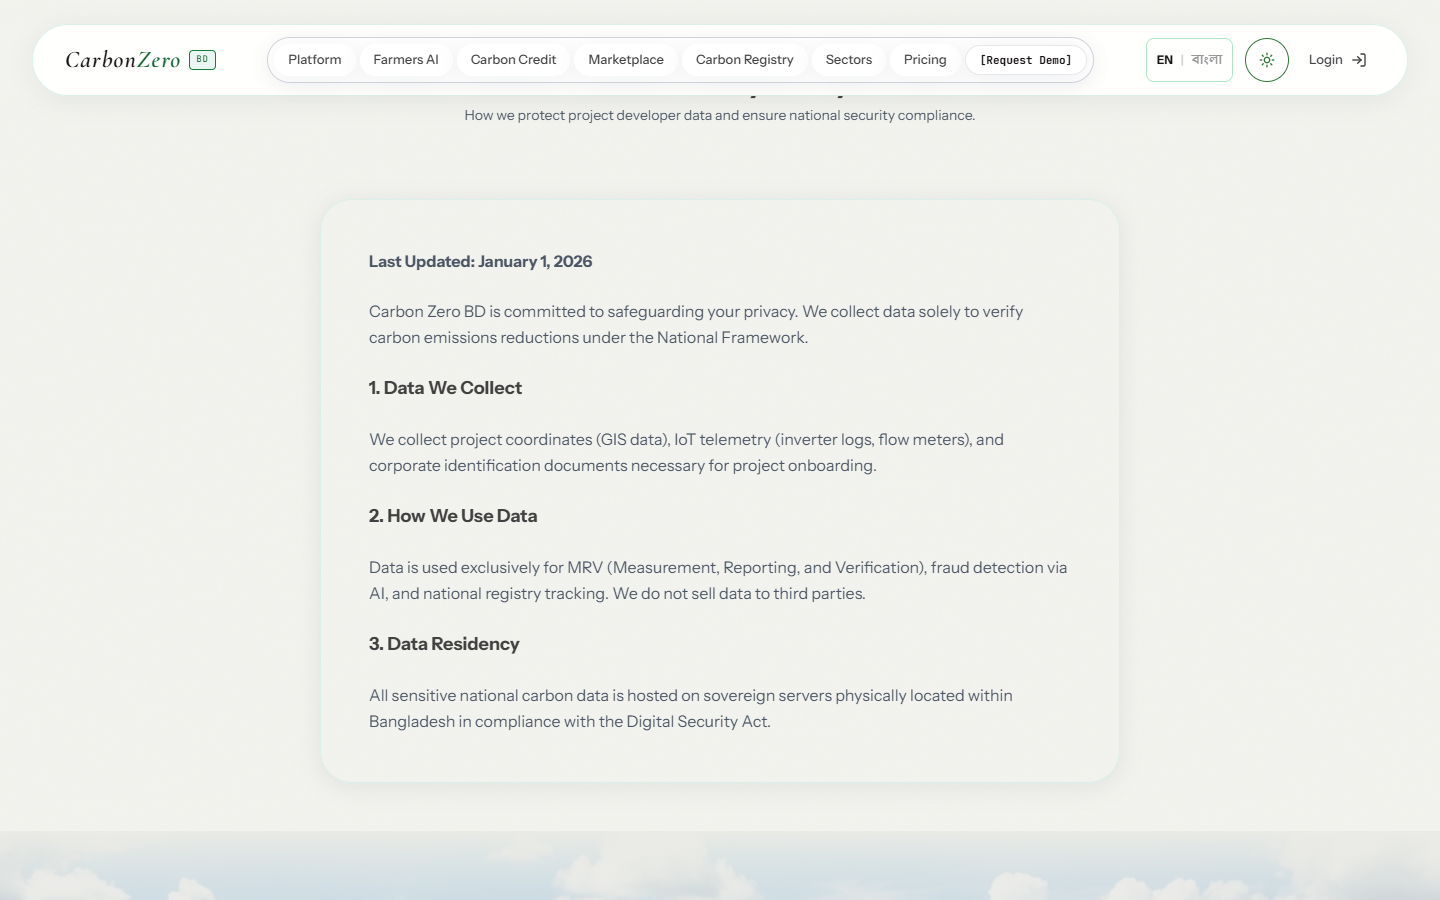 CarbonZero BD
Platform
Farmers AI
Carbon Credit
Marketplace
Carbon Registry
Sectors
Pricing
[Request Demo]
EN | বাংলা
Login
How we protect project developer data and ensure national security compliance.
Last Updated: January 1, 2026
Carbon Zero BD is committed to safeguarding your privacy. We collect data solely to verify
carbon emissions reductions under the National Framework.
1. Data We Collect
We collect project coordinates (GIS data), IoT telemetry (inverter logs, flow meters), and
corporate identification documents necessary for project onboarding.
2. How We Use Data
Data is used exclusively for MRV (Measurement, Reporting, and Verification), fraud detection via
AI, and national registry tracking. We do not sell data to third parties.
3. Data Residency
All sensitive national carbon data is hosted on sovereign servers physically located within
Bangladesh in compliance with the Digital Security Act.